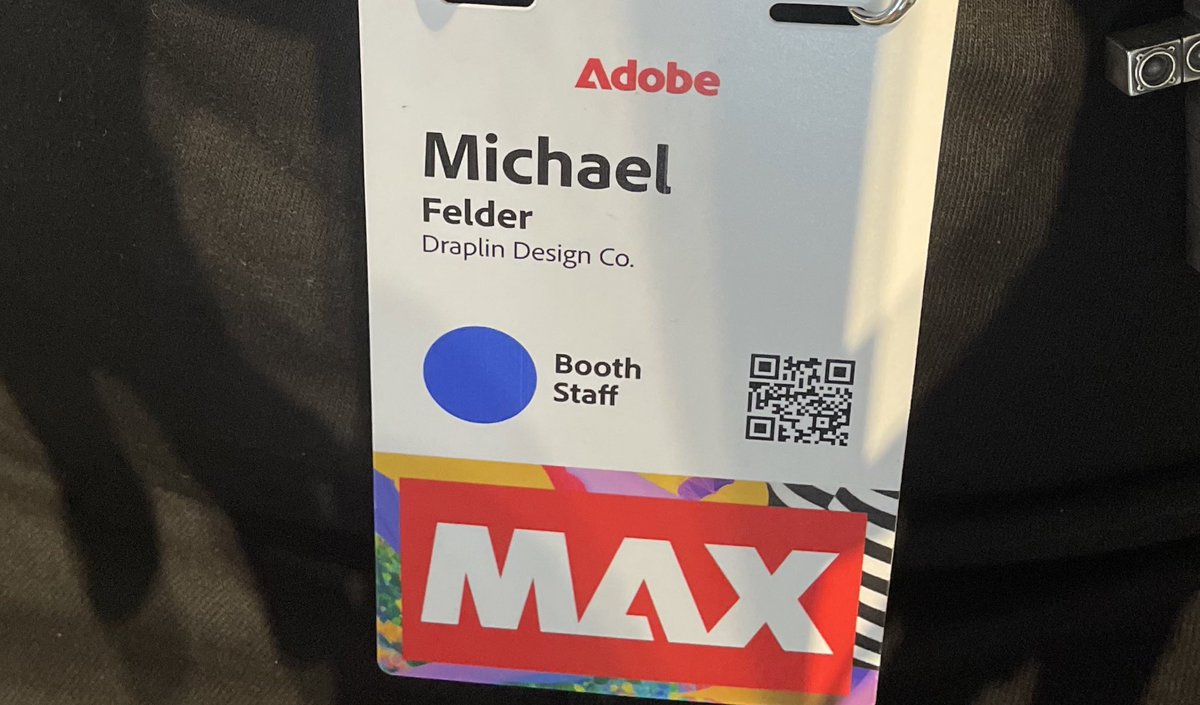 Adobe
Michael
Felder
Draplin Design Co.
Booth
Staff
MAX